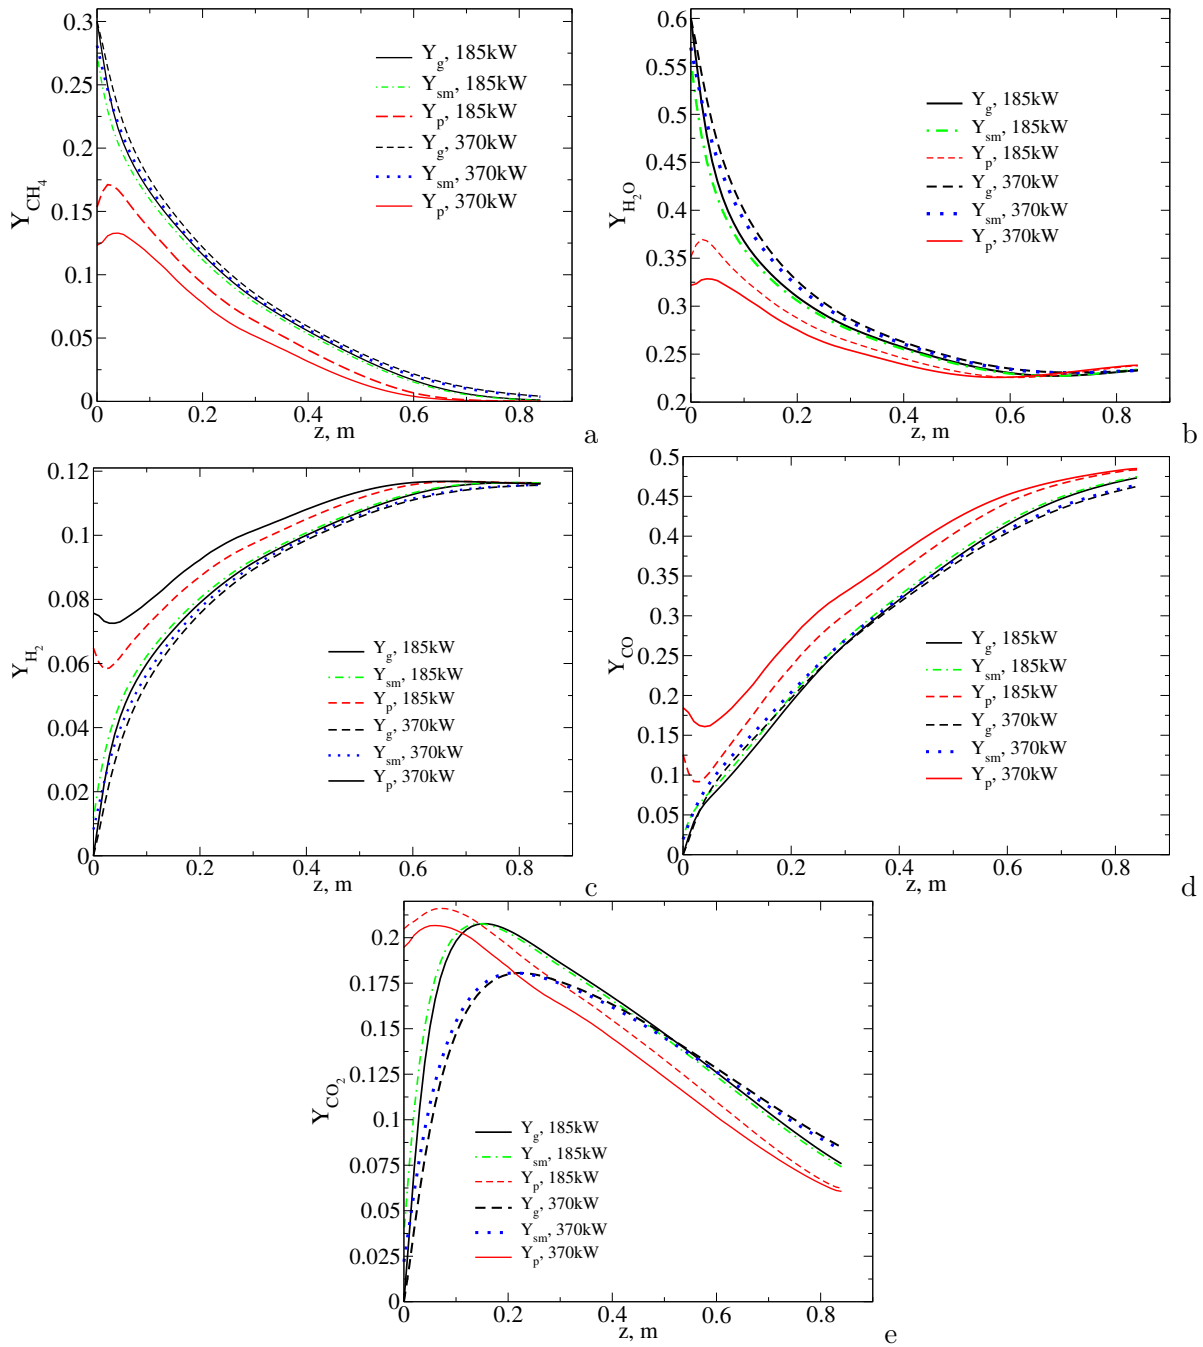 0.3
0.25
0.2
0.15
0.1
0.05
0
Y_CH4
Y_g, 185kW
Y_sm, 185kW
Y_p, 185kW
Y_g, 370kW
Y_sm, 370kW
Y_p, 370kW
0 0.2 0.4 0.6 0.8
z, m
a
0.6
0.55
0.5
0.45
0.4
0.35
0.3
0.25
0.2
Y_H2O
Y_g, 185kW
Y_sm, 185kW
Y_p, 185kW
Y_g, 370kW
Y_sm, 370kW
Y_p, 370kW
0 0.2 0.4 0.6 0.8
z, m
b
0.12
0.1
0.08
0.06
0.04
0.02
0
Y_H2
Y_g, 185kW
Y_sm, 185kW
Y_p, 185kW
Y_g, 370kW
Y_sm, 370kW
Y_p, 370kW
0 0.2 0.4 0.6 0.8
z, m
c
0.5
0.45
0.4
0.35
0.3
0.25
0.2
0.15
0.1
0.05
0
Y_CO
Y_g, 185kW
Y_sm, 185kW
Y_p, 185kW
Y_g, 370kW
Y_sm, 370kW
Y_p, 370kW
0 0.2 0.4 0.6 0.8
z, m
d
0.2
0.175
0.15
0.125
0.1
0.075
0.05
0.025
0
Y_CO2
Y_g, 185kW
Y_sm, 185kW
Y_p, 185kW
Y_g, 370kW
Y_sm, 370kW
Y_p, 370kW
0 0.2 0.4 0.6 0.8
z, m
e